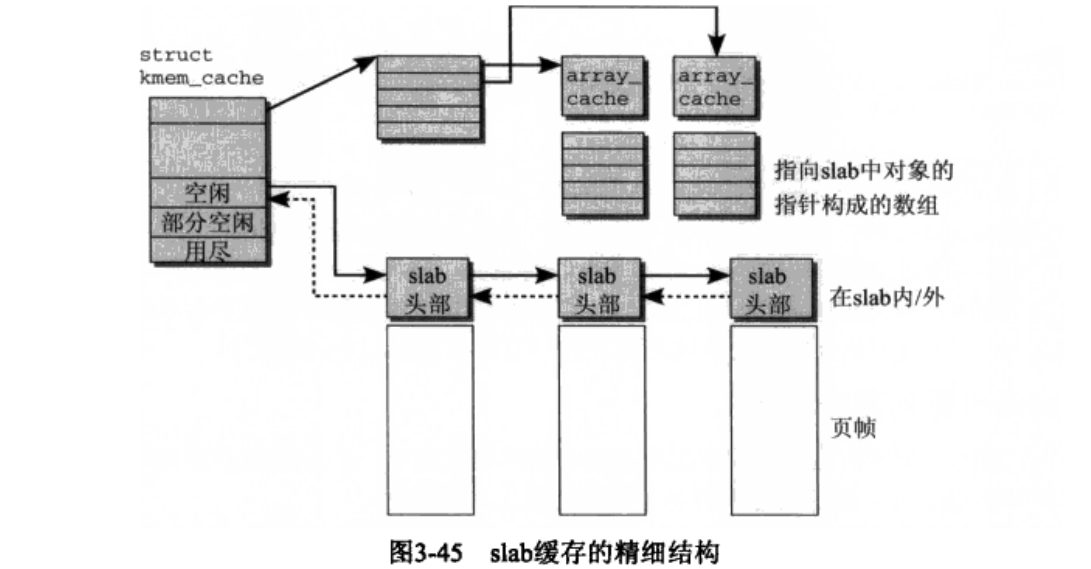 struct
kmem_cache
array_
cache
array_
cache
指向slab中对象的
指针构成的数组
空闲
部分空闲
用尽
slab
头部
slab
头部
slab
头部
在slab内/外
页帧
图3-45 slab缓存的精细结构